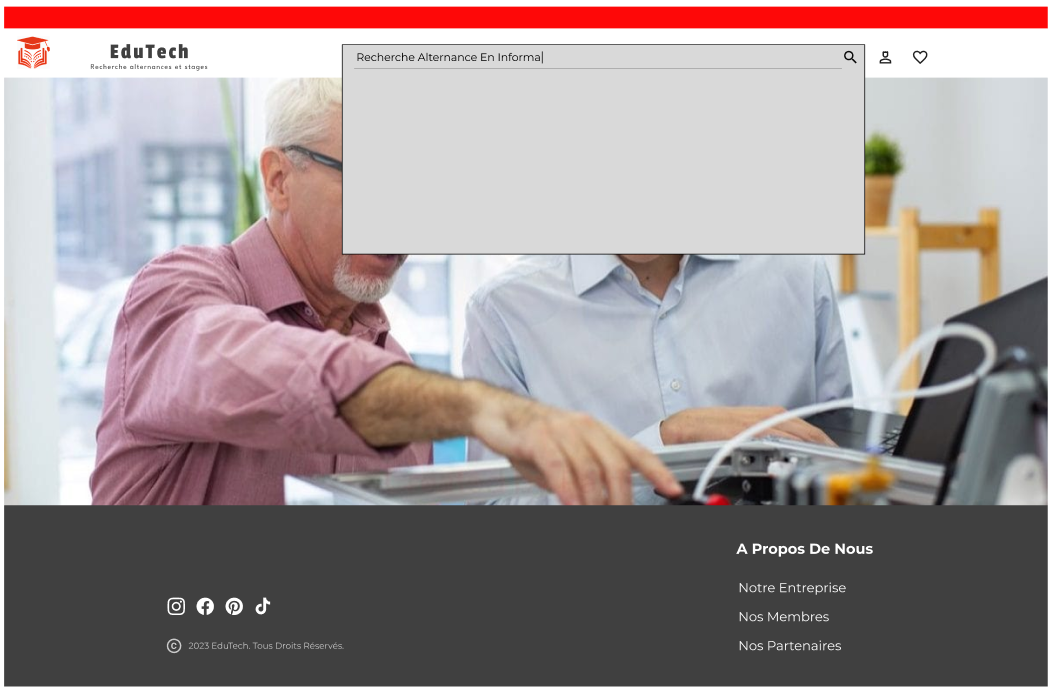 EduTech
Recherche alternances et stages
Recherche Alternance En Informa
A Propos De Nous
Notre Entreprise
Nos Membres
Nos Partenaires
© 2023 EduTech. Tous Droits Réservés.